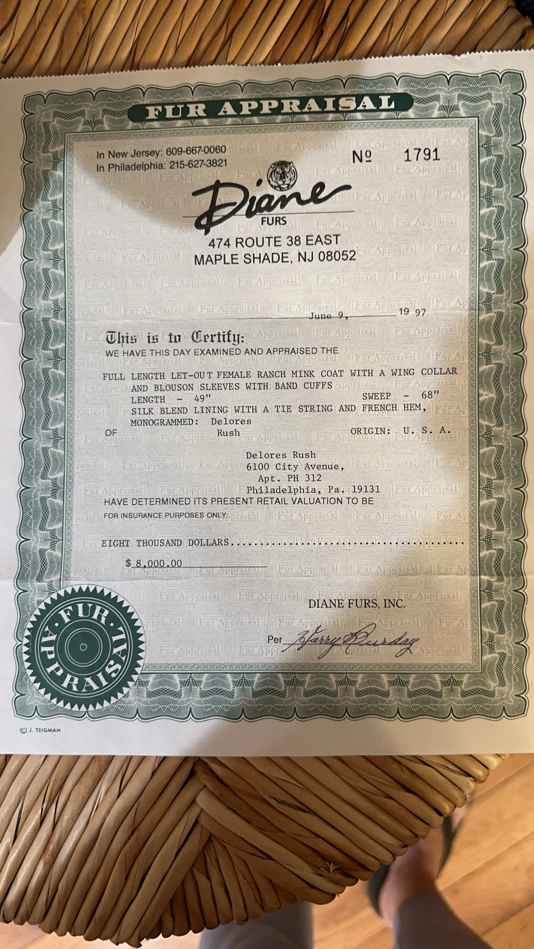 FUR APPRAISAL
In New Jersey: 609-667-0060
In Philadelphia: 215-627-3821
Nº 1791
Diane
FURS
474 ROUTE 38 EAST
MAPLE SHADE, NJ 08052
June 9, 19 97
This is to Certify:
WE HAVE THIS DAY EXAMINED AND APPRAISED THE
FULL LENGTH LET-OUT FEMALE RANCH MINK COAT WITH A WING COLLAR
AND BLOUSON SLEEVES WITH BAND CUFFS
LENGTH - 49" SWEEP - 68"
SILK BLEND LINING WITH A TIE STRING AND FRENCH HEM,
MONOGRAMMED: Delores
OF Rush ORIGIN: U. S. A.
Delores Rush
6100 City Avenue,
Apt. PH 312
Philadelphia, Pa. 19131
HAVE DETERMINED ITS PRESENT RETAIL VALUATION TO BE
FOR INSURANCE PURPOSES ONLY:
EIGHT THOUSAND DOLLARS........................................
$ 8,000.00
DIANE FURS, INC.
Per Harry
FUR APPRAISAL
© J. TEIGMAN